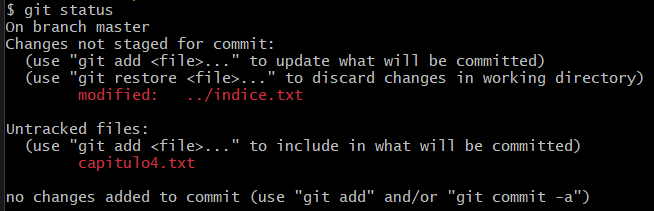 $ git status
On branch master
Changes not staged for commit:
  (use "git add <file>..." to update what will be committed)
  (use "git restore <file>..." to discard changes in working directory)
        modified:   ../indice.txt

Untracked files:
  (use "git add <file>..." to include in what will be committed)
        capitulo4.txt

no changes added to commit (use "git add" and/or "git commit -a")